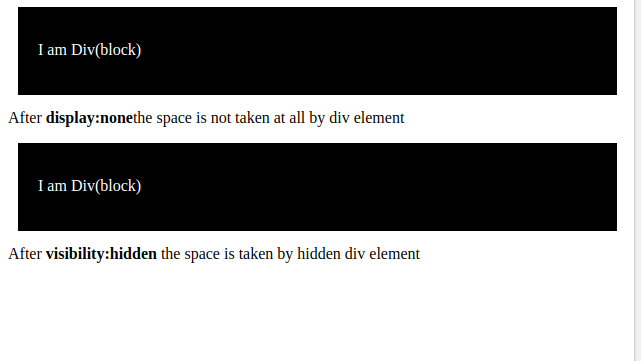 I am Div(block)
After display:nonethe space is not taken at all by div element
I am Div(block)
After visibility:hidden the space is taken by hidden div element